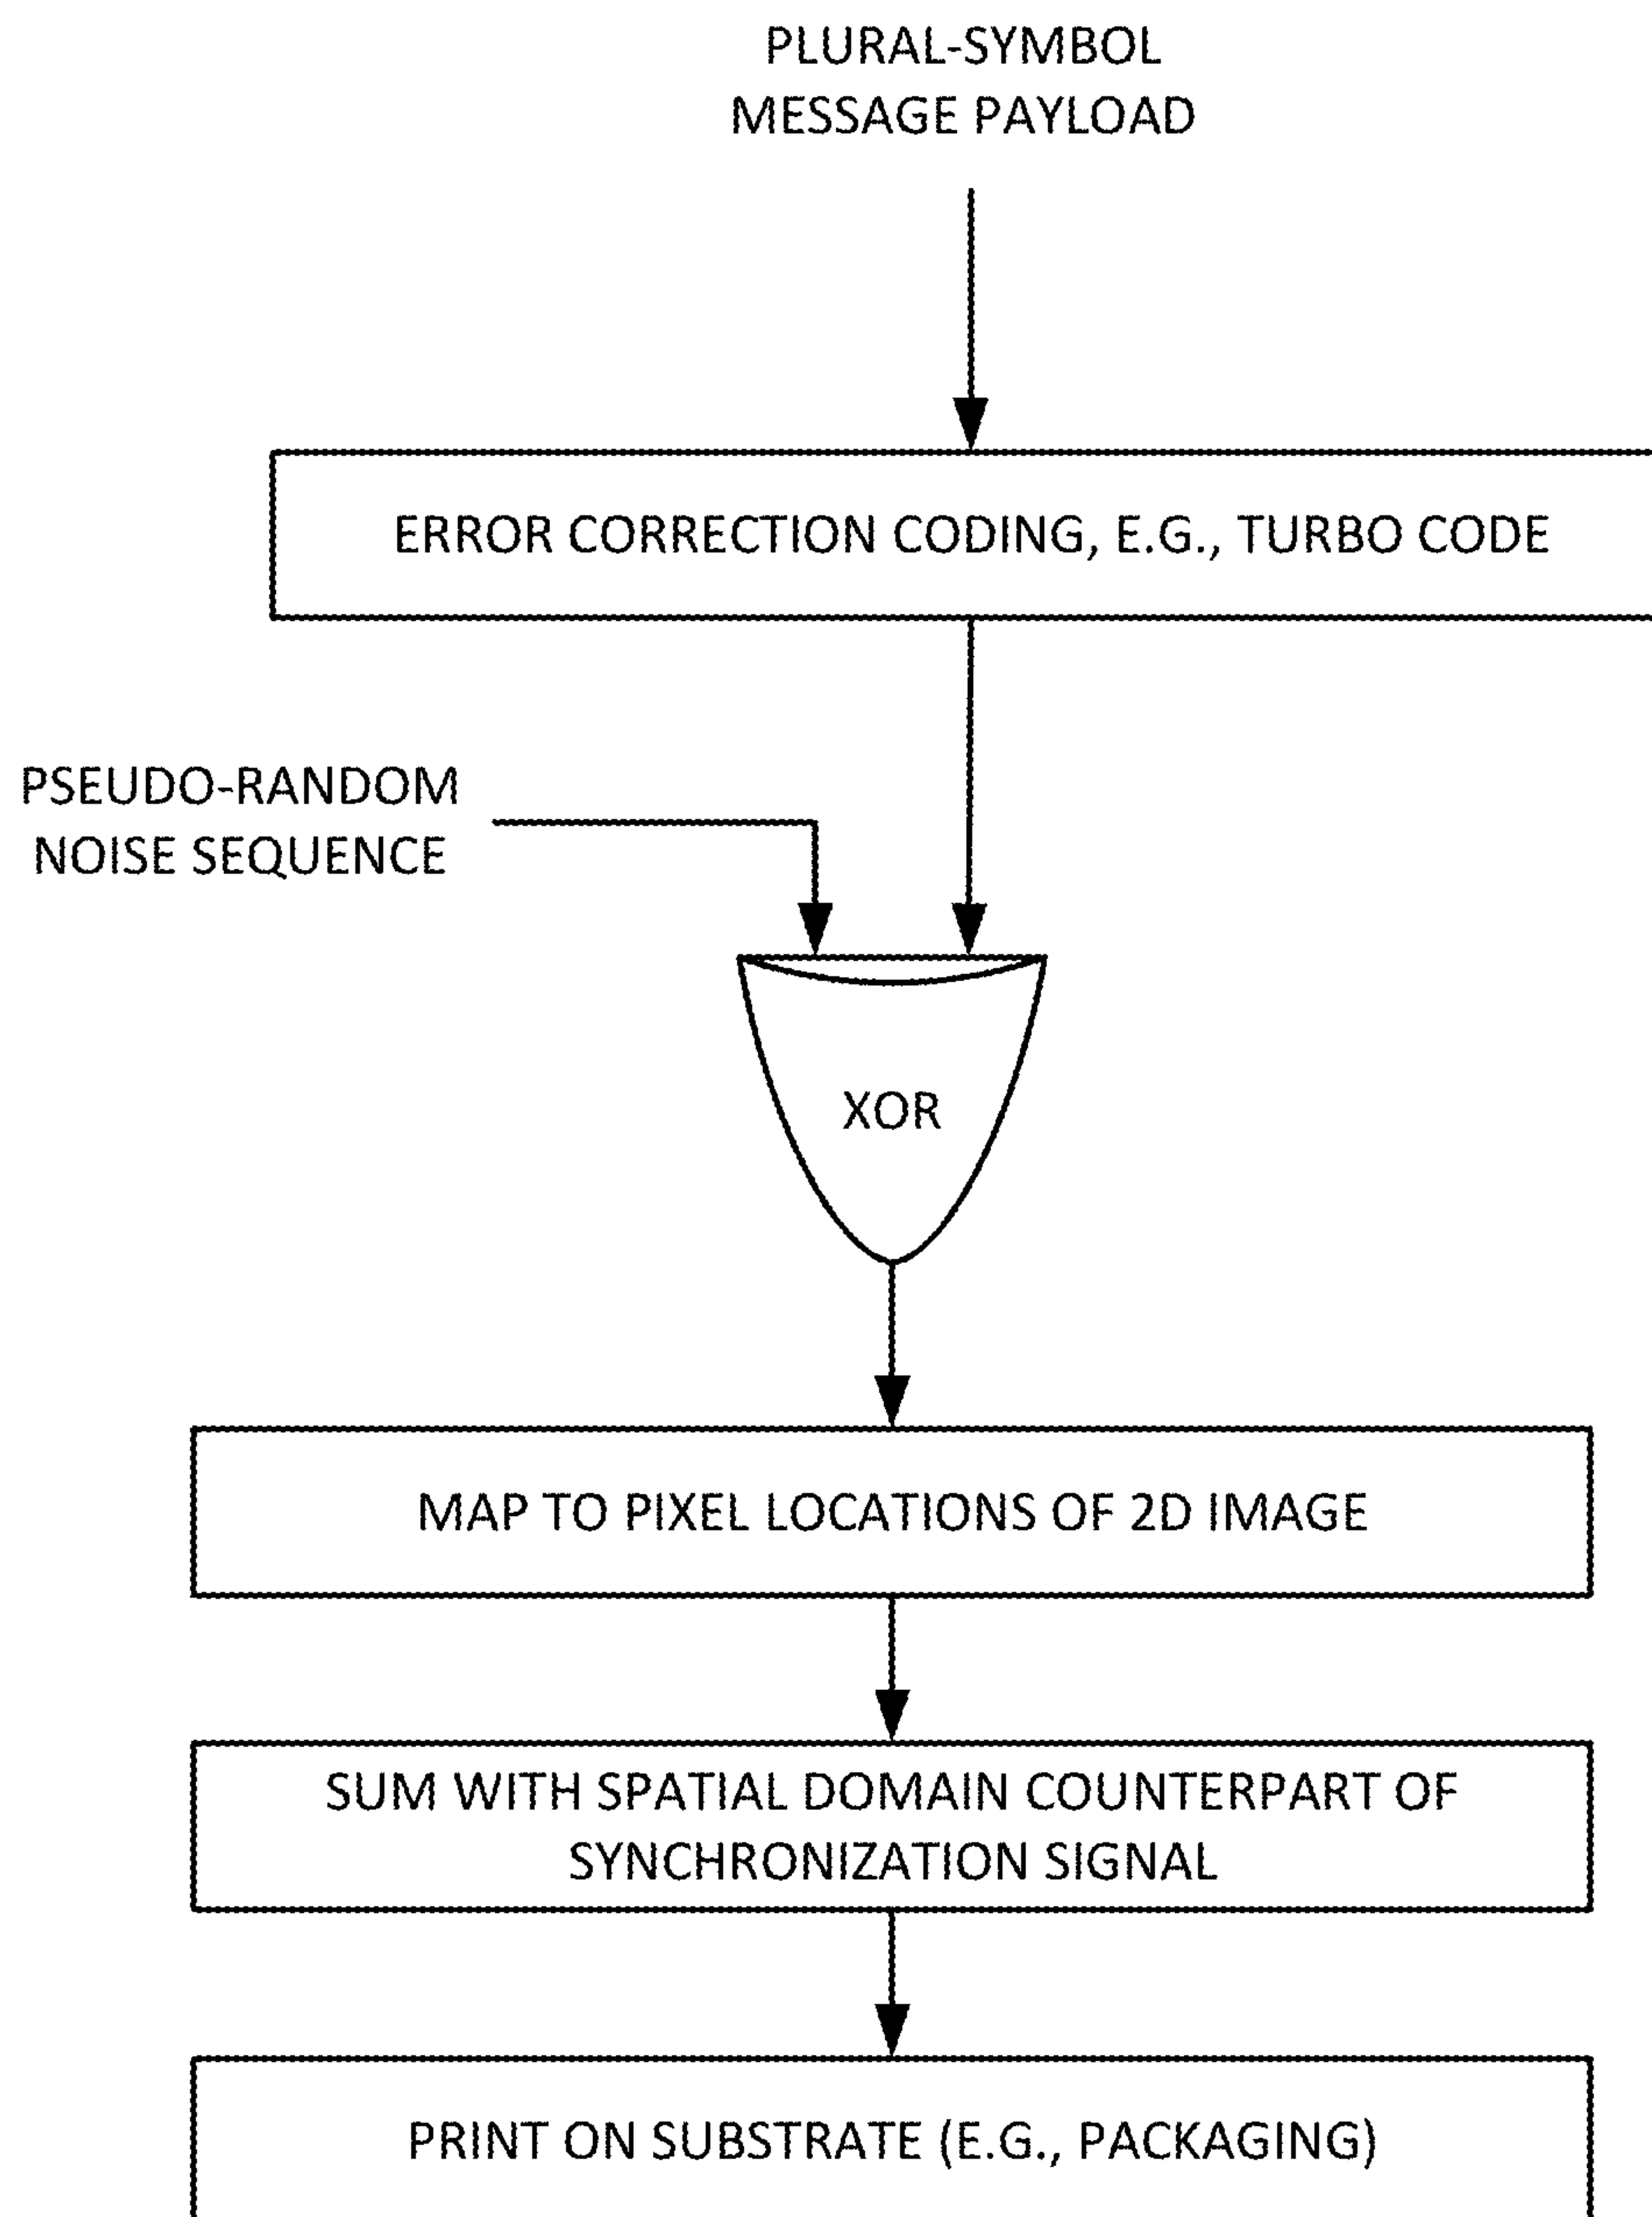 PLURAL-SYMBOL
MESSAGE PAYLOAD
ERROR CORRECTION CODING, E.G., TURBO CODE
PSEUDO-RANDOM
NOISE SEQUENCE
XOR
MAP TO PIXEL LOCATIONS OF 2D IMAGE
SUM WITH SPATIAL DOMAIN COUNTERPART OF
SYNCHRONIZATION SIGNAL
PRINT ON SUBSTRATE (E.G., PACKAGING)